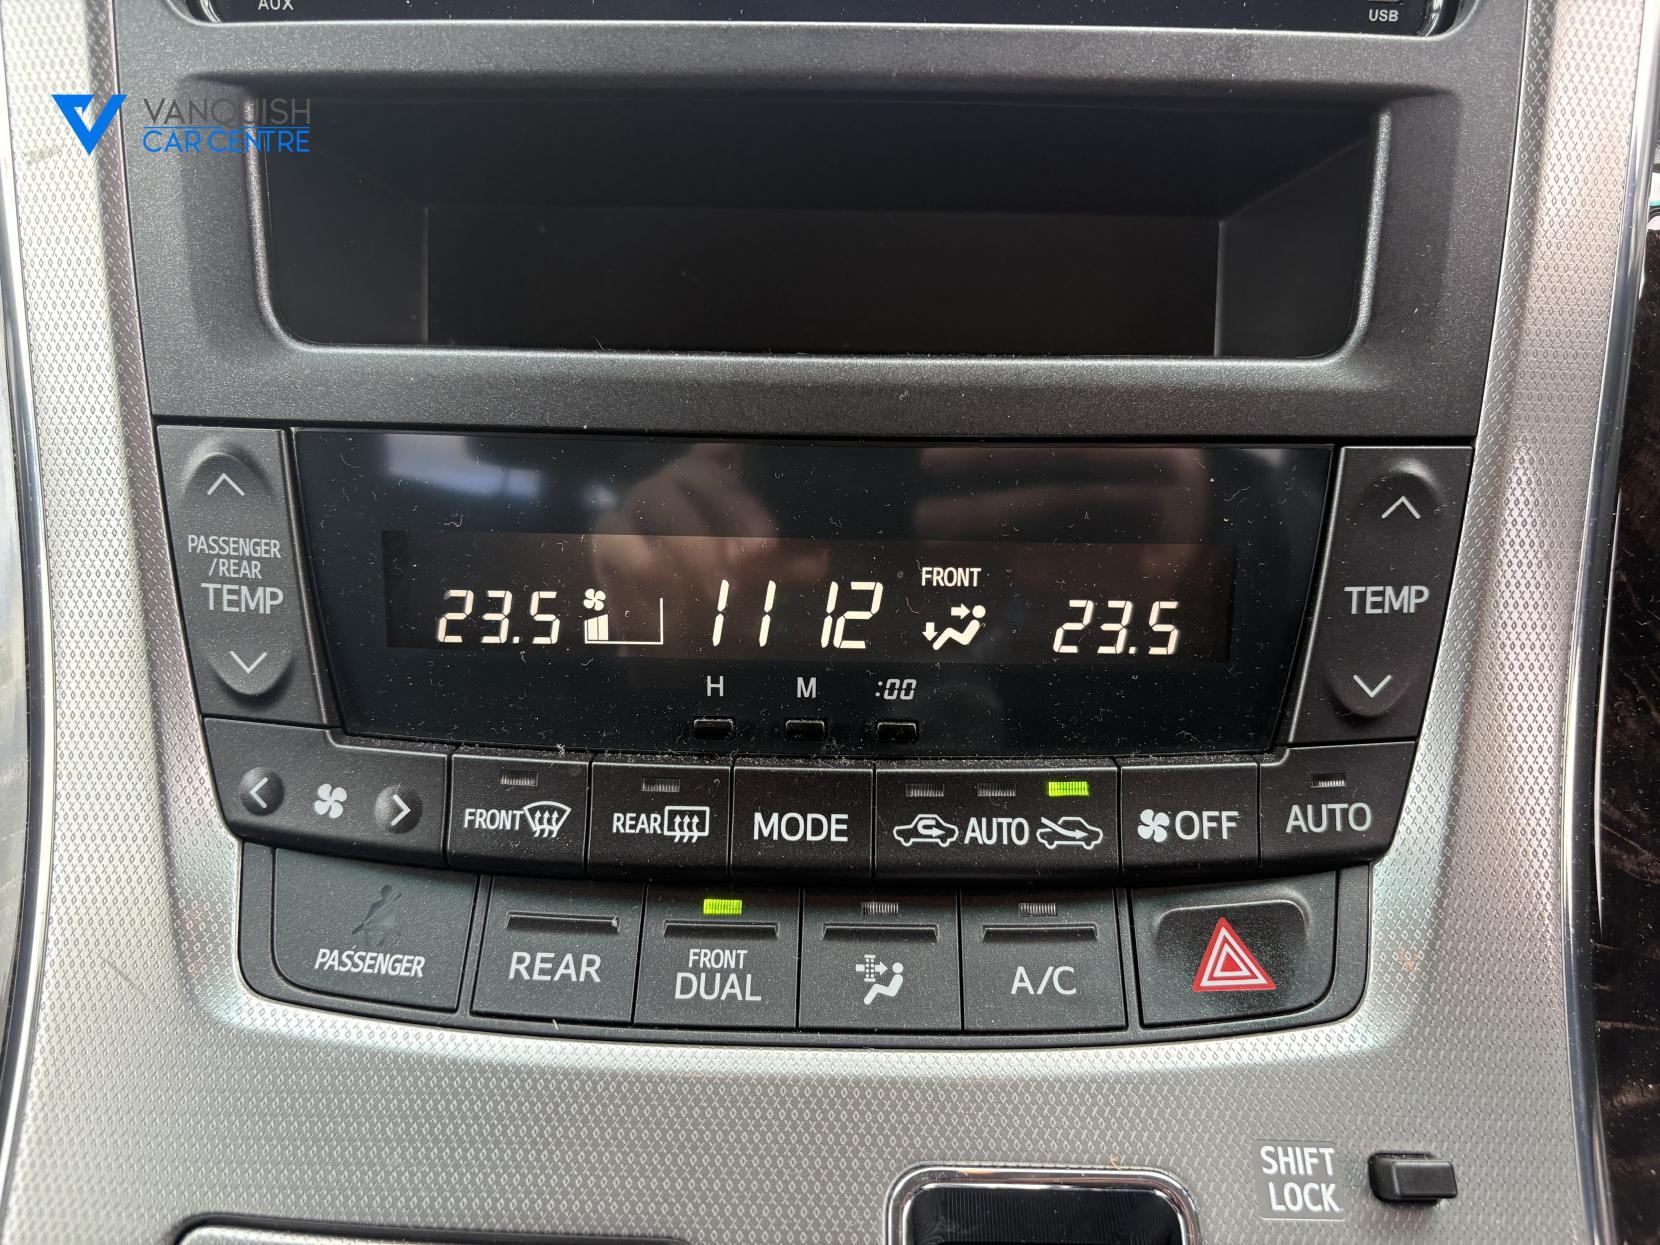 AUX
USB
VANQUISH
CAR CENTRE
PASSENGER
/REAR
TEMP
23.5
11 12
FRONT
23.5
TEMP
H M :00
FRONT
REAR
MODE
AUTO
OFF
AUTO
PASSENGER
REAR
FRONT
DUAL
A/C
SHIFT
LOCK